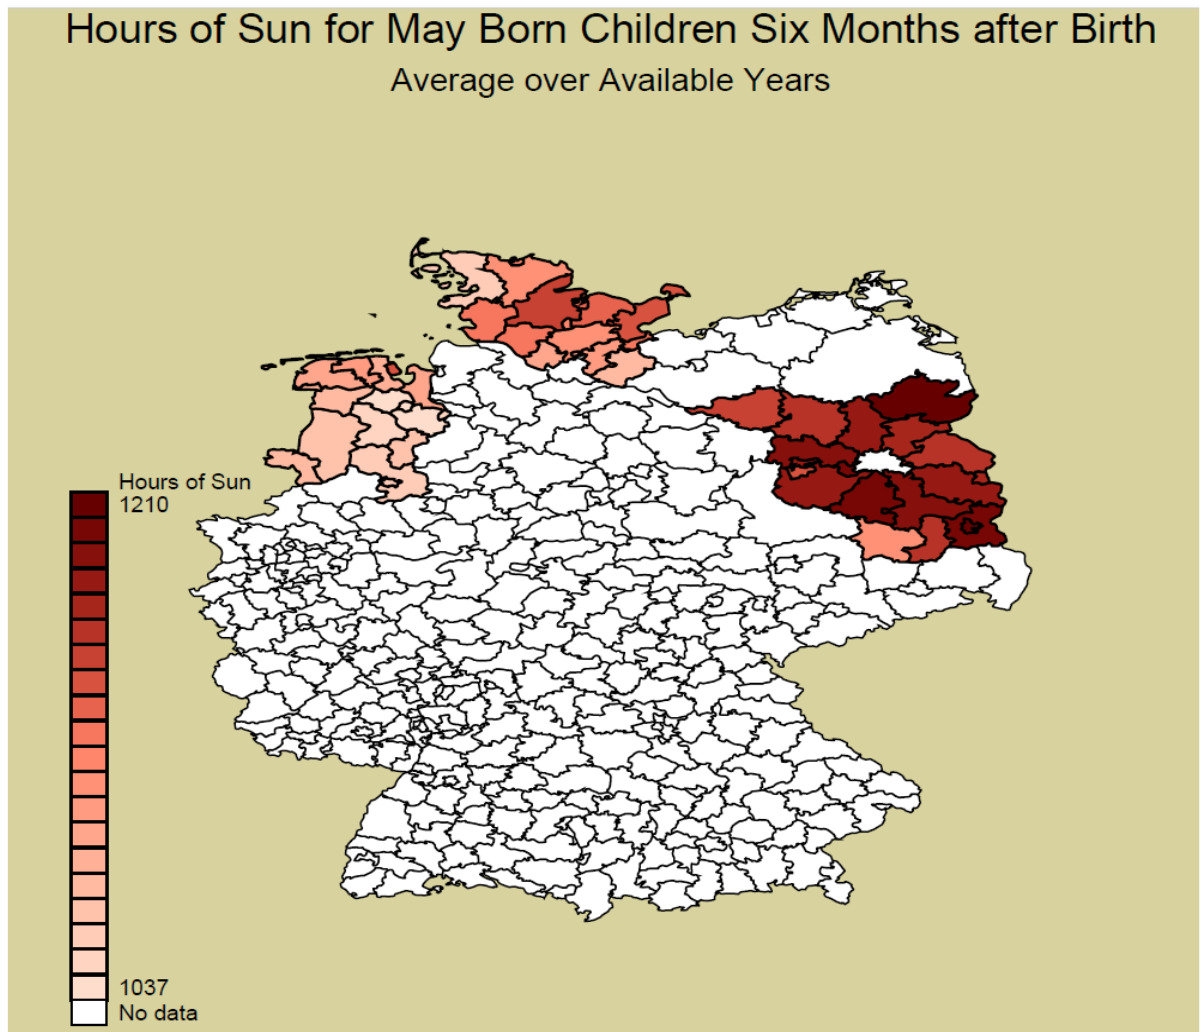 Hours of Sun for May Born Children Six Months after Birth
Average over Available Years
Hours of Sun
1210
1037
No data